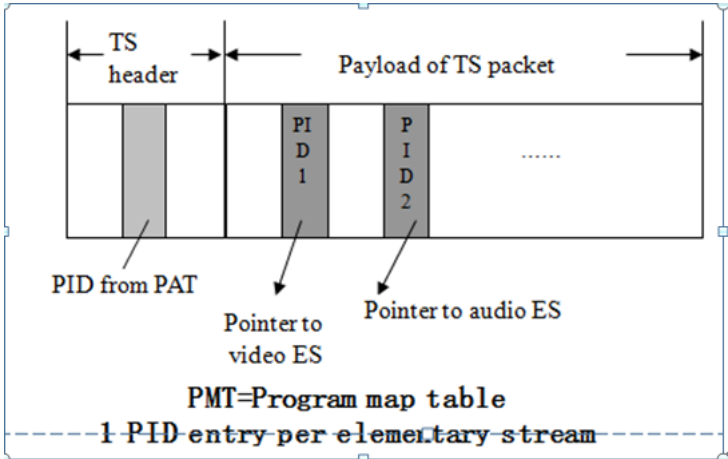 TS
header
Payload of TS packet
PI
D
1
P
I
D
2
......
PID from PAT
Pointer to
video ES
Pointer to audio ES
PMT=Program map table
1 PID entry per elementary stream